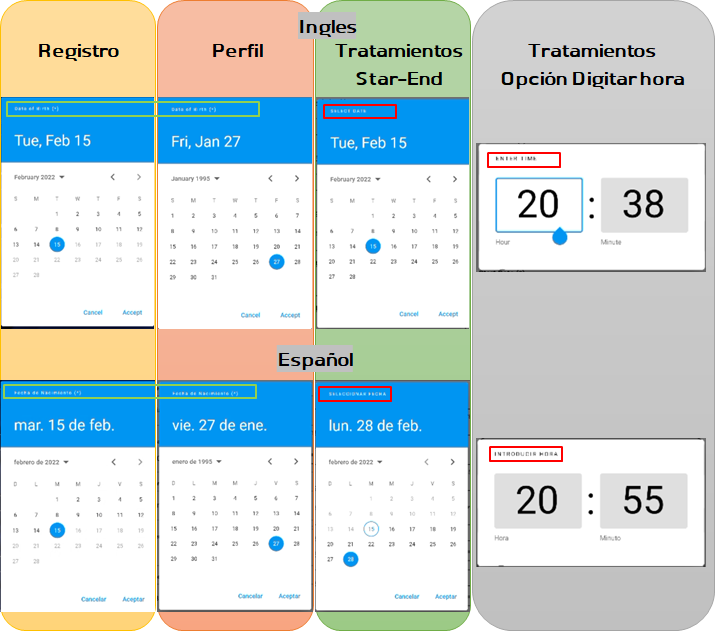 Ingles
Registro
Perfil
Tratamientos
Star-End
Tratamientos
Opción Digitar hora
Date of Birth (*)
Tue, Feb 15
February 2022
S M T W T F S
1 2 3 4 5
6 7 8 9 10 11 12
13 14 15 16 17 18 19
20 21 22 23 24 25 26
27 28
Cancel Accept
Date of Birth (*)
Fri, Jan 27
January 1995
S M T W T F S
1 2 3 4 5 6 7
8 9 10 11 12 13 14
15 16 17 18 19 20 21
22 23 24 25 26 27 28
29 30 31
Cancel Accept
SELECT DATE
Tue, Feb 15
February 2022
S M T W T F S
1 2 3 4 5
6 7 8 9 10 11 12
13 14 15 16 17 18 19
20 21 22 23 24 25 26
27 28
Cancel Accept
ENTER TIME
20 : 38
Hour Minute
Español
Fecha de Nacimiento (*)
mar. 15 de feb.
febrero de 2022
D L M M J V S
1 2 3 4 5
6 7 8 9 10 11 12
13 14 15 16 17 18 19
20 21 22 23 24 25 26
27 28
Cancelar Aceptar
Fecha de Nacimiento (*)
vie. 27 de ene.
enero de 1995
D L M M J V S
1 2 3 4 5 6 7
8 9 10 11 12 13 14
15 16 17 18 19 20 21
22 23 24 25 26 27 28
29 30 31
Cancelar Aceptar
SELECCIONAR FECHA
lun. 28 de feb.
febrero de 2022
D L M M J V S
1 2 3 4 5
6 7 8 9 10 11 12
13 14 15 16 17 18 19
20 21 22 23 24 25 26
27 28
Cancelar Aceptar
INTRODUCIR HORA
20 : 55
Hora Minuto